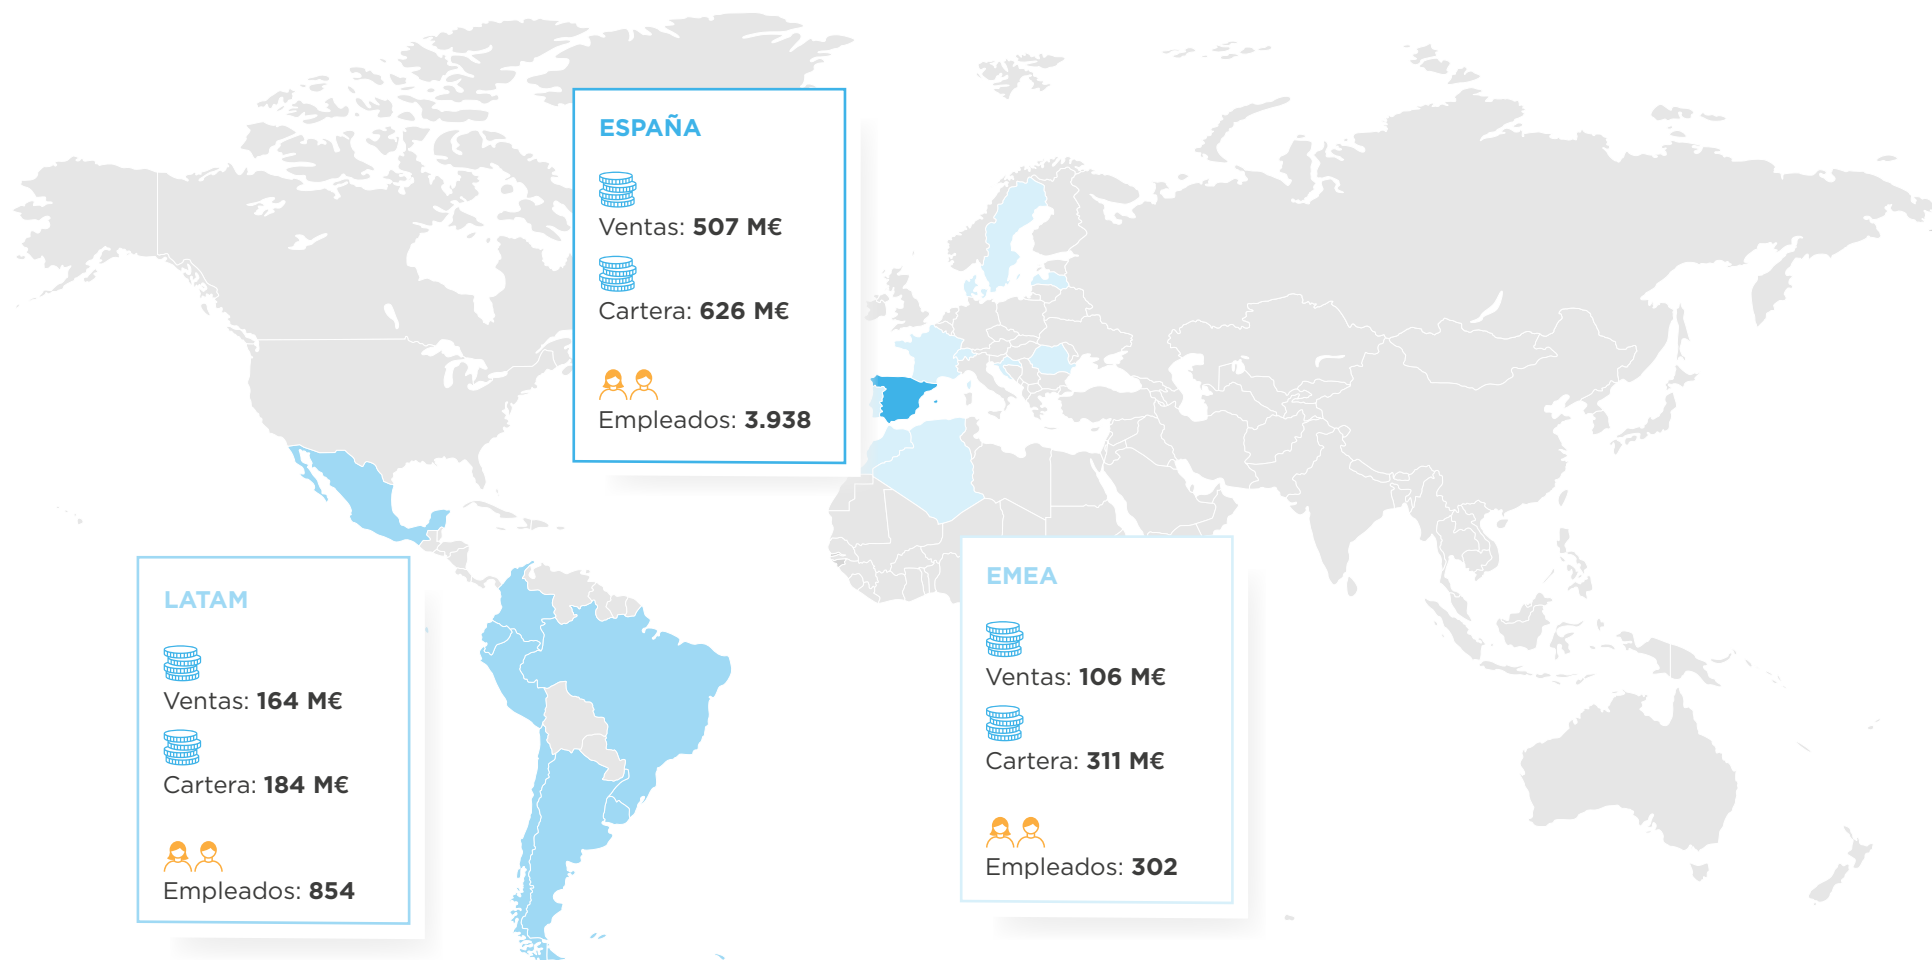 ESPAÑA
Ventas: 507 M€
Cartera: 626 M€
Empleados: 3.938
LATAM
Ventas: 164 M€
Cartera: 184 M€
Empleados: 854
EMEA
Ventas: 106 M€
Cartera: 311 M€
Empleados: 302